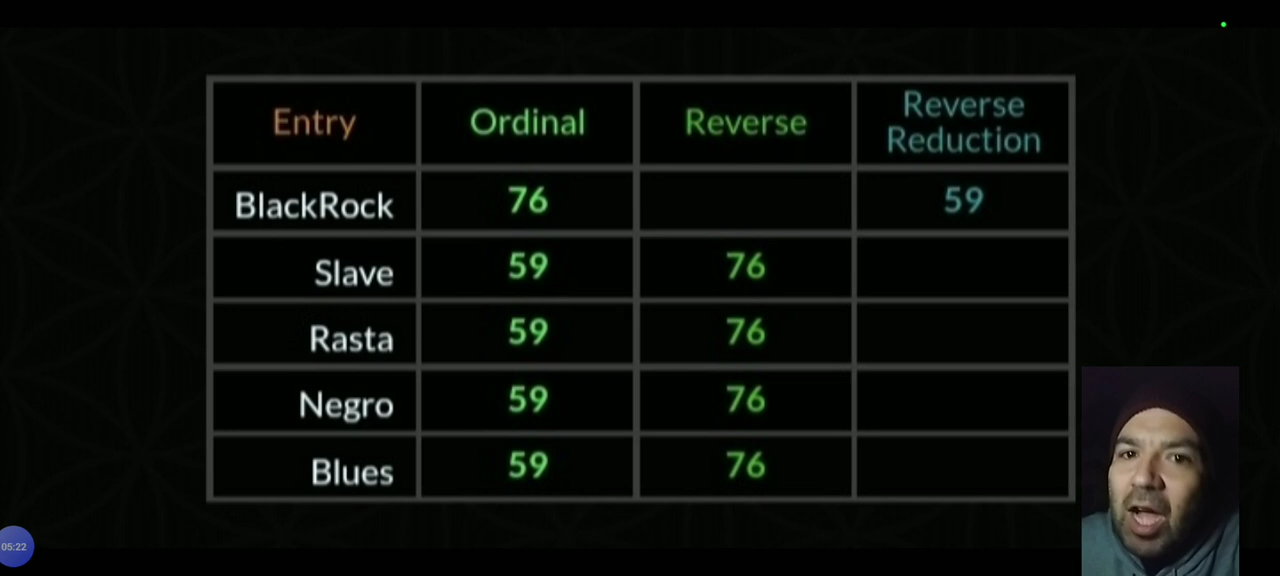 Entry Ordinal Reverse Reverse Reduction
BlackRock 76 59
Slave 59 76
Rasta 59 76
Negro 59 76
Blues 59 76
05:22